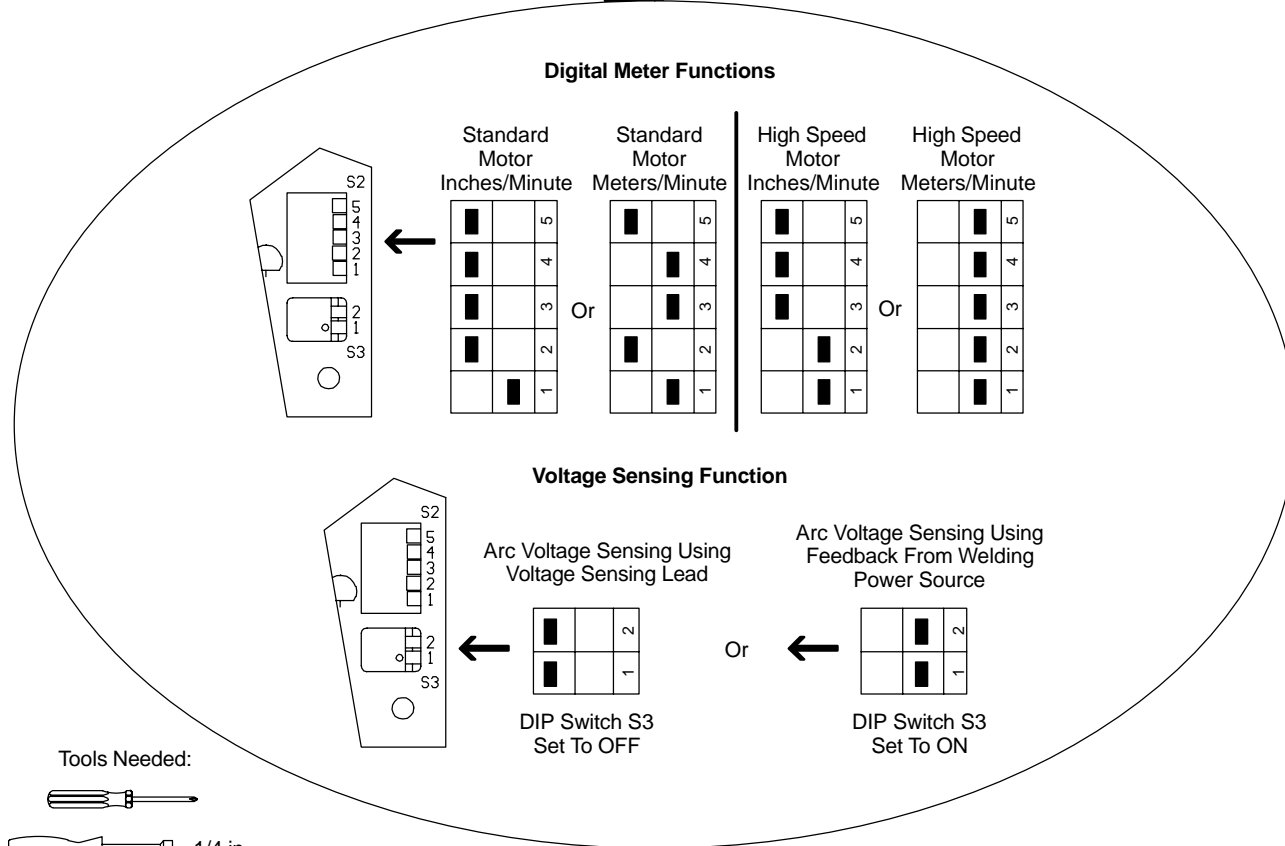 Digital Meter Functions
Standard
Motor
Inches/Minute
Standard
Motor
Meters/Minute
High Speed
Motor
Inches/Minute
High Speed
Motor
Meters/Minute
S2
5
4
3
2
1
2
1
S3
5
4
3
2
1
Or
5
4
3
2
1
5
4
3
2
1
Or
5
4
3
2
1
Voltage Sensing Function
S2
5
4
3
2
1
2
1
S3
Arc Voltage Sensing Using
Voltage Sensing Lead
2
1
DIP Switch S3
Set To OFF
Or
Arc Voltage Sensing Using
Feedback From Welding
Power Source
2
1
DIP Switch S3
Set To ON
Tools Needed:
1/4 in